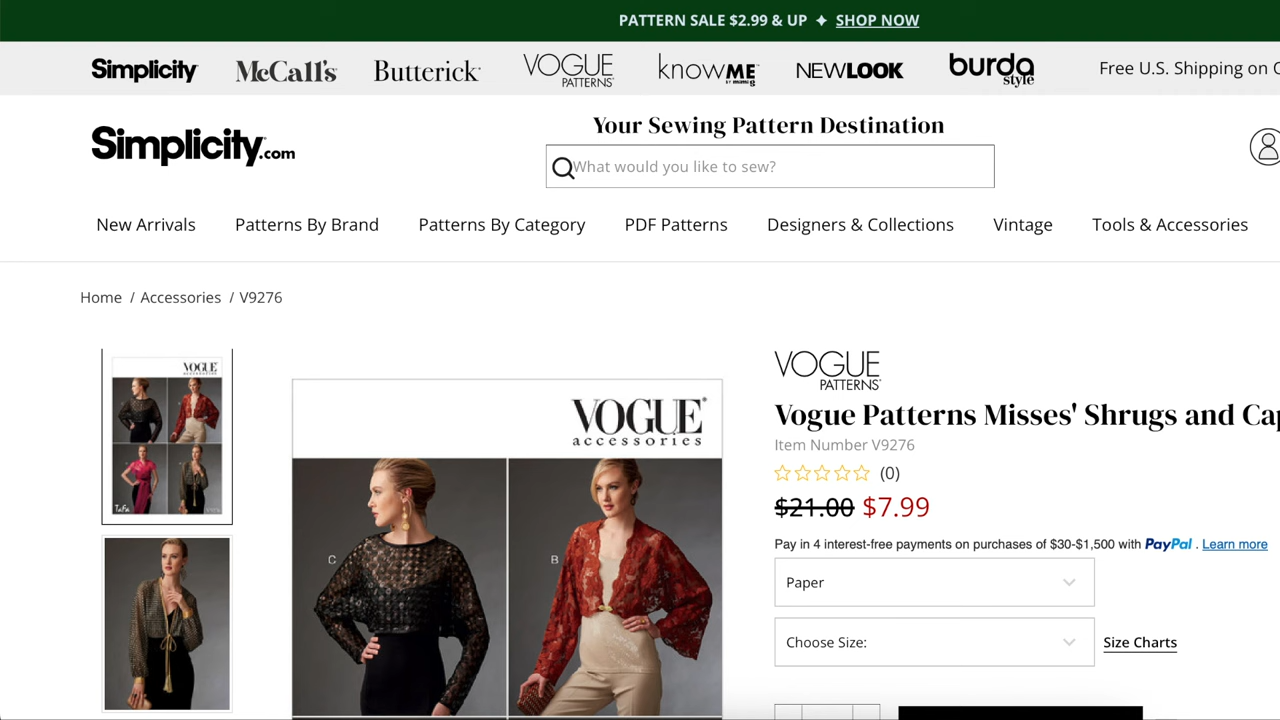 PATTERN SALE $2.99 & UP ✦ SHOP NOW
Simplicity McCall's Butterick VOGUE PATTERNS knowME BY mimi g NEWLOOK burda style Free U.S. Shipping on
Simplicity.com
Your Sewing Pattern Destination
What would you like to sew?
New Arrivals Patterns By Brand Patterns By Category PDF Patterns Designers & Collections Vintage Tools & Accessories
Home / Accessories / V9276
VOGUE
TaFa
VOGUE
accessories
C
B
VOGUE
PATTERNS
Vogue Patterns Misses' Shrugs and
Item Number V9276
(0)
$21.00 $7.99
Pay in 4 interest-free payments on purchases of $30-$1,500 with PayPal . Learn more
Paper
Choose Size:
Size Charts